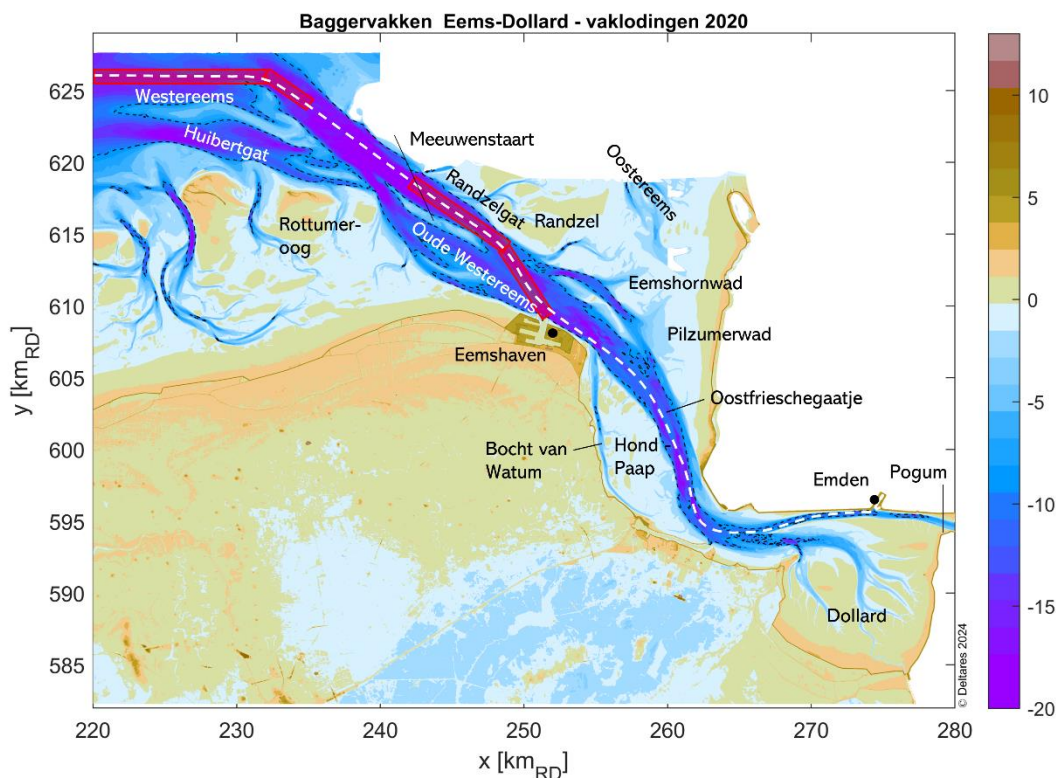 Baggervakken Eems-Dollard - vaklodingen 2020
625
620
615
610
605
600
595
590
585
y [km_RD]
220
230
240
250
260
270
280
x [km_RD]
Westereems
Huibertgat
Meeuwenstaart
Randzelgat
Oostereems
Randzel
Rottumer-
oog
Oude Westereems
Eemshornwad
Pilzumerwad
Eemshaven
Oostfrieschegaatje
Bocht van
Watum
Hond
Paap
Emden
Pogum
Dollard
© Deltares 2024
10
5
0
-5
-10
-15
-20